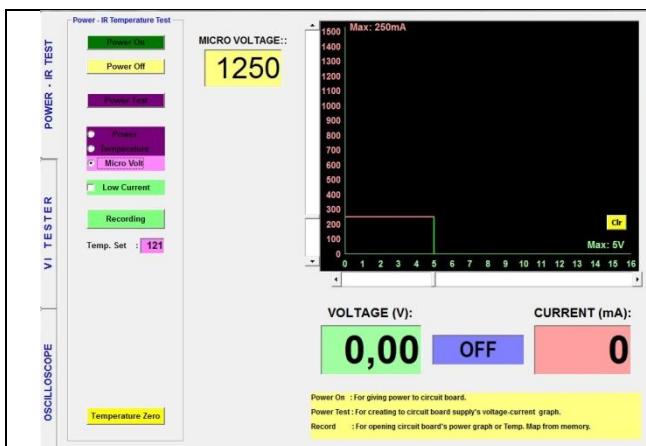 POWER - IR TEST
VI TESTER
OSCILLOSCOPE
Power - IR Temperature Test
Power On
Power Off
Power Test
Power
Temperature
Micro Volt
Low Current
Recording
Temp. Set : 121
Temperature Zero
MICRO VOLTAGE::
1250
Max: 250mA
1500
1400
1300
1200
1100
1000
900
800
700
600
500
400
300
200
100
0
Clr
Max: 5V
0 1 2 3 4 5 6 7 8 9 10 11 12 13 14 15 16
VOLTAGE (V):
0,00
OFF
CURRENT (mA):
0
Power On : For giving power to circuit board.
Power Test : For creating to circuit board supply's voltage-current graph.
Record : For opening circuit board's power graph or Temp. Map from memory.